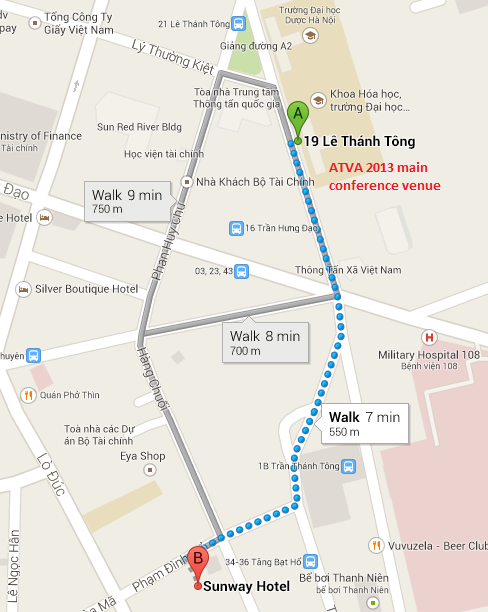 Tổng Công ty
Giấy Việt Nam
21 Lê Thánh Tông
Trường Đại học
Dược Hà Nội
Lý Thường Kiệt
Giảng đường A2
Tòa nhà Trung tâm
Thông tấn quốc gia
Khoa Hóa học,
trường Đại học...
A
Sun Red River Bldg
19 Lê Thánh Tông
ATVA 2013 main
conference venue
Ministry of Finance
Tài chính
Học viện tài chính
Nhà Khách Bộ Tài Chính
Đạo
Walk 9 min
750 m
Phan Huy Chú
16 Trần Hưng Đạo
Hotel
03, 23, 43
Thông Tấn Xã Việt Nam
Silver Boutique Hotel
Walk 8 min
700 m
Hàng Chuối
Military Hospital 108
Bệnh viện 108
Quán Phở Thìn
Walk 7 min
550 m
Toà nhà các Dự
án Bộ Tài chính
Eya Shop
Lò Đúc
1B Trần Thánh Tông
Lê Ngọc Hân
Phạm Đình
B
34-36 Tăng Bạt Hổ
Vuvuzela - Beer Club
Sunway Hotel
Bể bơi Thanh Niên
bể bơi Thanh Niên